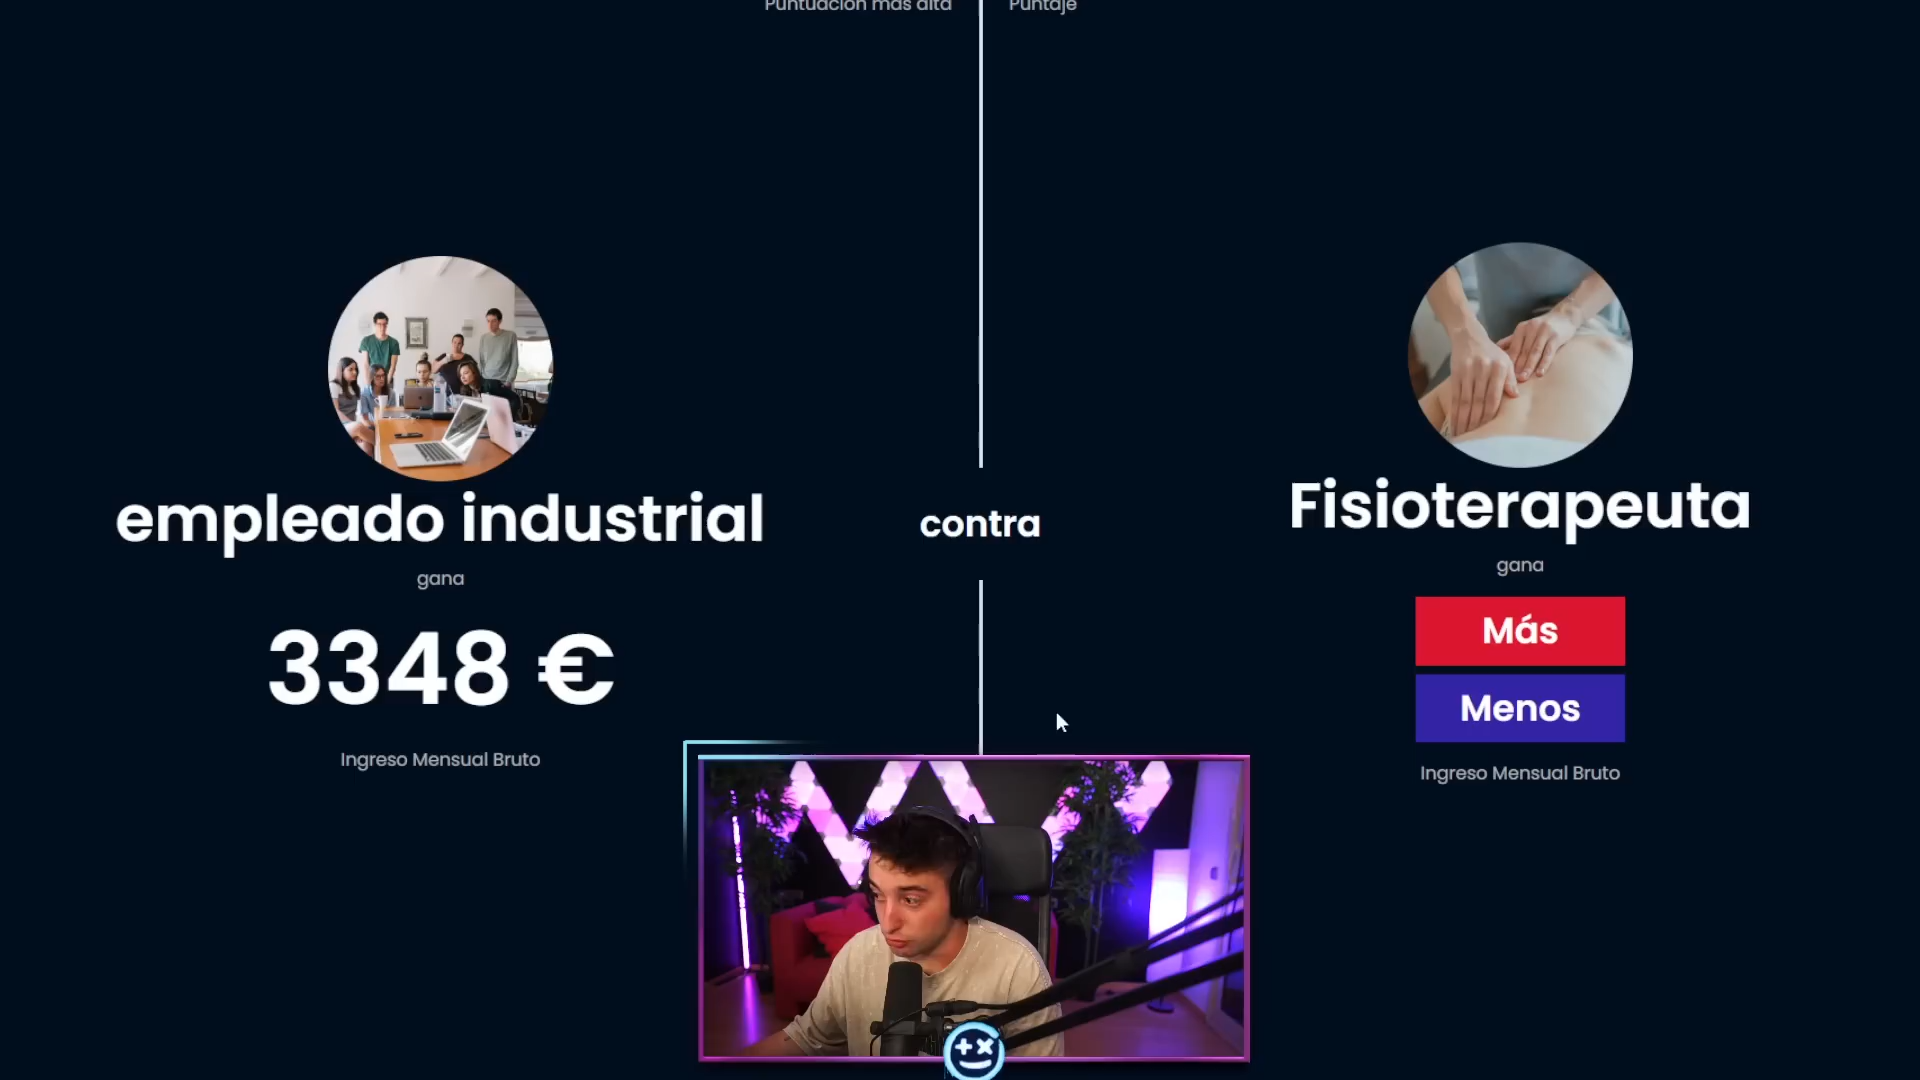 Puntuación más alta
Puntaje
empleado industrial
gana
3348 €
Ingreso Mensual Bruto
contra
Fisioterapeuta
gana
Más
Menos
Ingreso Mensual Bruto